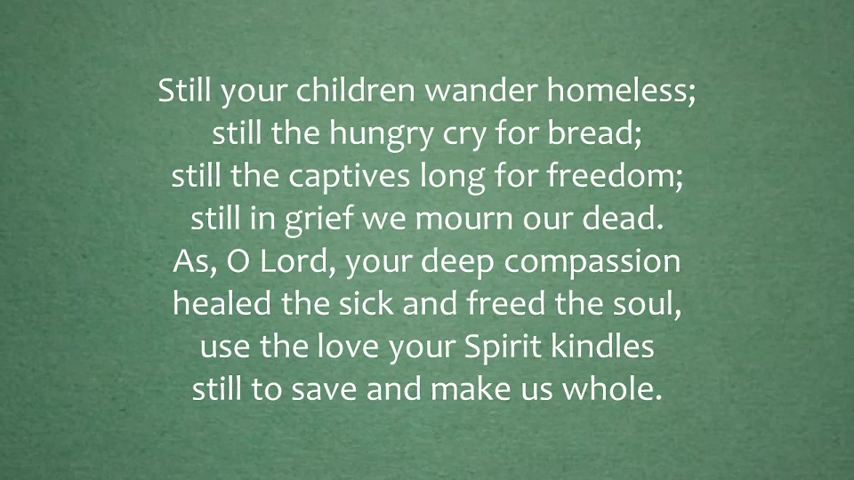 Still your children wander homeless;
still the hungry cry for bread;
still the captives long for freedom;
still in grief we mourn our dead.
As, O Lord, your deep compassion
healed the sick and freed the soul,
use the love your Spirit kindles
still to save and make us whole.